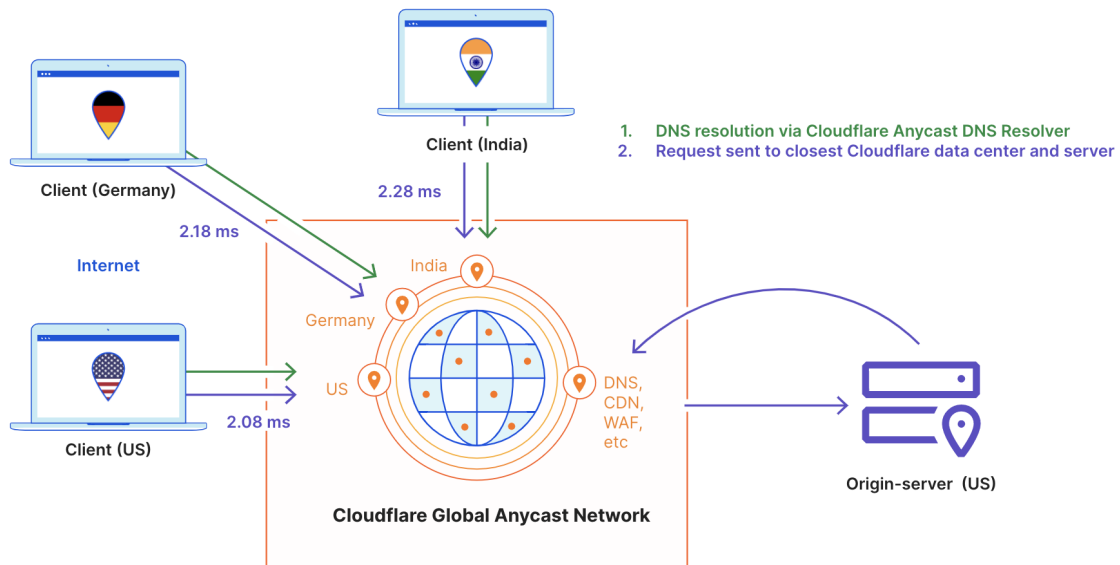 Client (India)
1. DNS resolution via Cloudflare Anycast DNS Resolver
2. Request sent to closest Cloudflare data center and server
Client (Germany)
2.28 ms
2.18 ms
Internet
India
Germany
US
DNS,
CDN,
WAF,
etc
2.08 ms
Client (US)
Origin-server (US)
Cloudflare Global Anycast Network